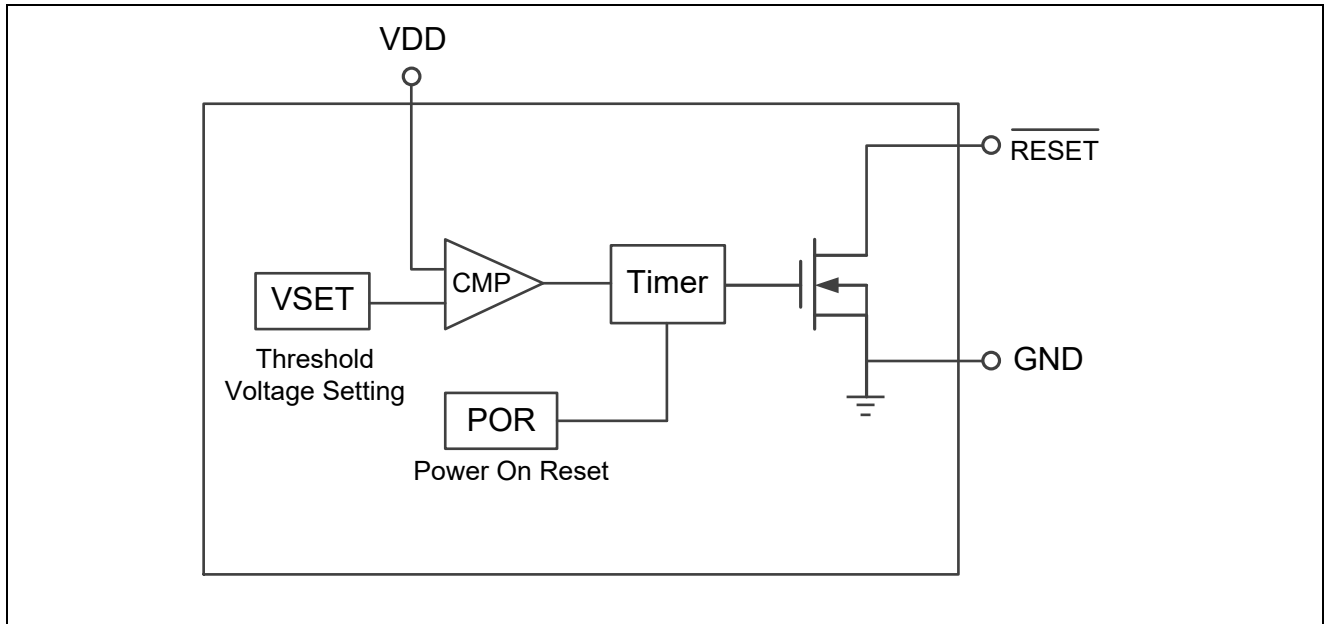 VDD
RESET
CMP
Timer
VSET
Threshold
Voltage Setting
GND
POR
Power On Reset